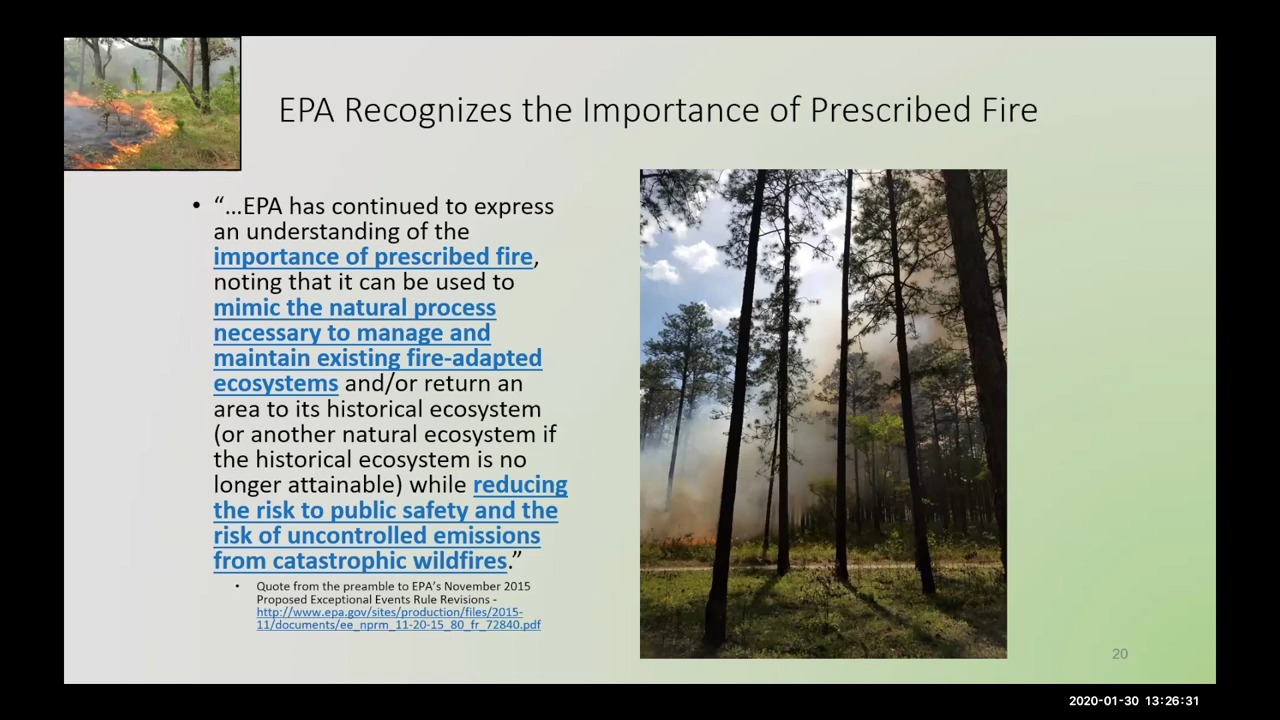 EPA Recognizes the Importance of Prescribed Fire
• “…EPA has continued to express
an understanding of the
importance of prescribed fire,
noting that it can be used to
mimic the natural process
necessary to manage and
maintain existing fire-adapted
ecosystems and/or return an
area to its historical ecosystem
(or another natural ecosystem if
the historical ecosystem is no
longer attainable) while reducing
the risk to public safety and the
risk of uncontrolled emissions
from catastrophic wildfires.”
• Quote from the preamble to EPA’s November 2015
Proposed Exceptional Events Rule Revisions -
http://www.epa.gov/sites/production/files/2015-
11/documents/ee_nprm_11-20-15_80_fr_72840.pdf
20
2020-01-30 13:26:31